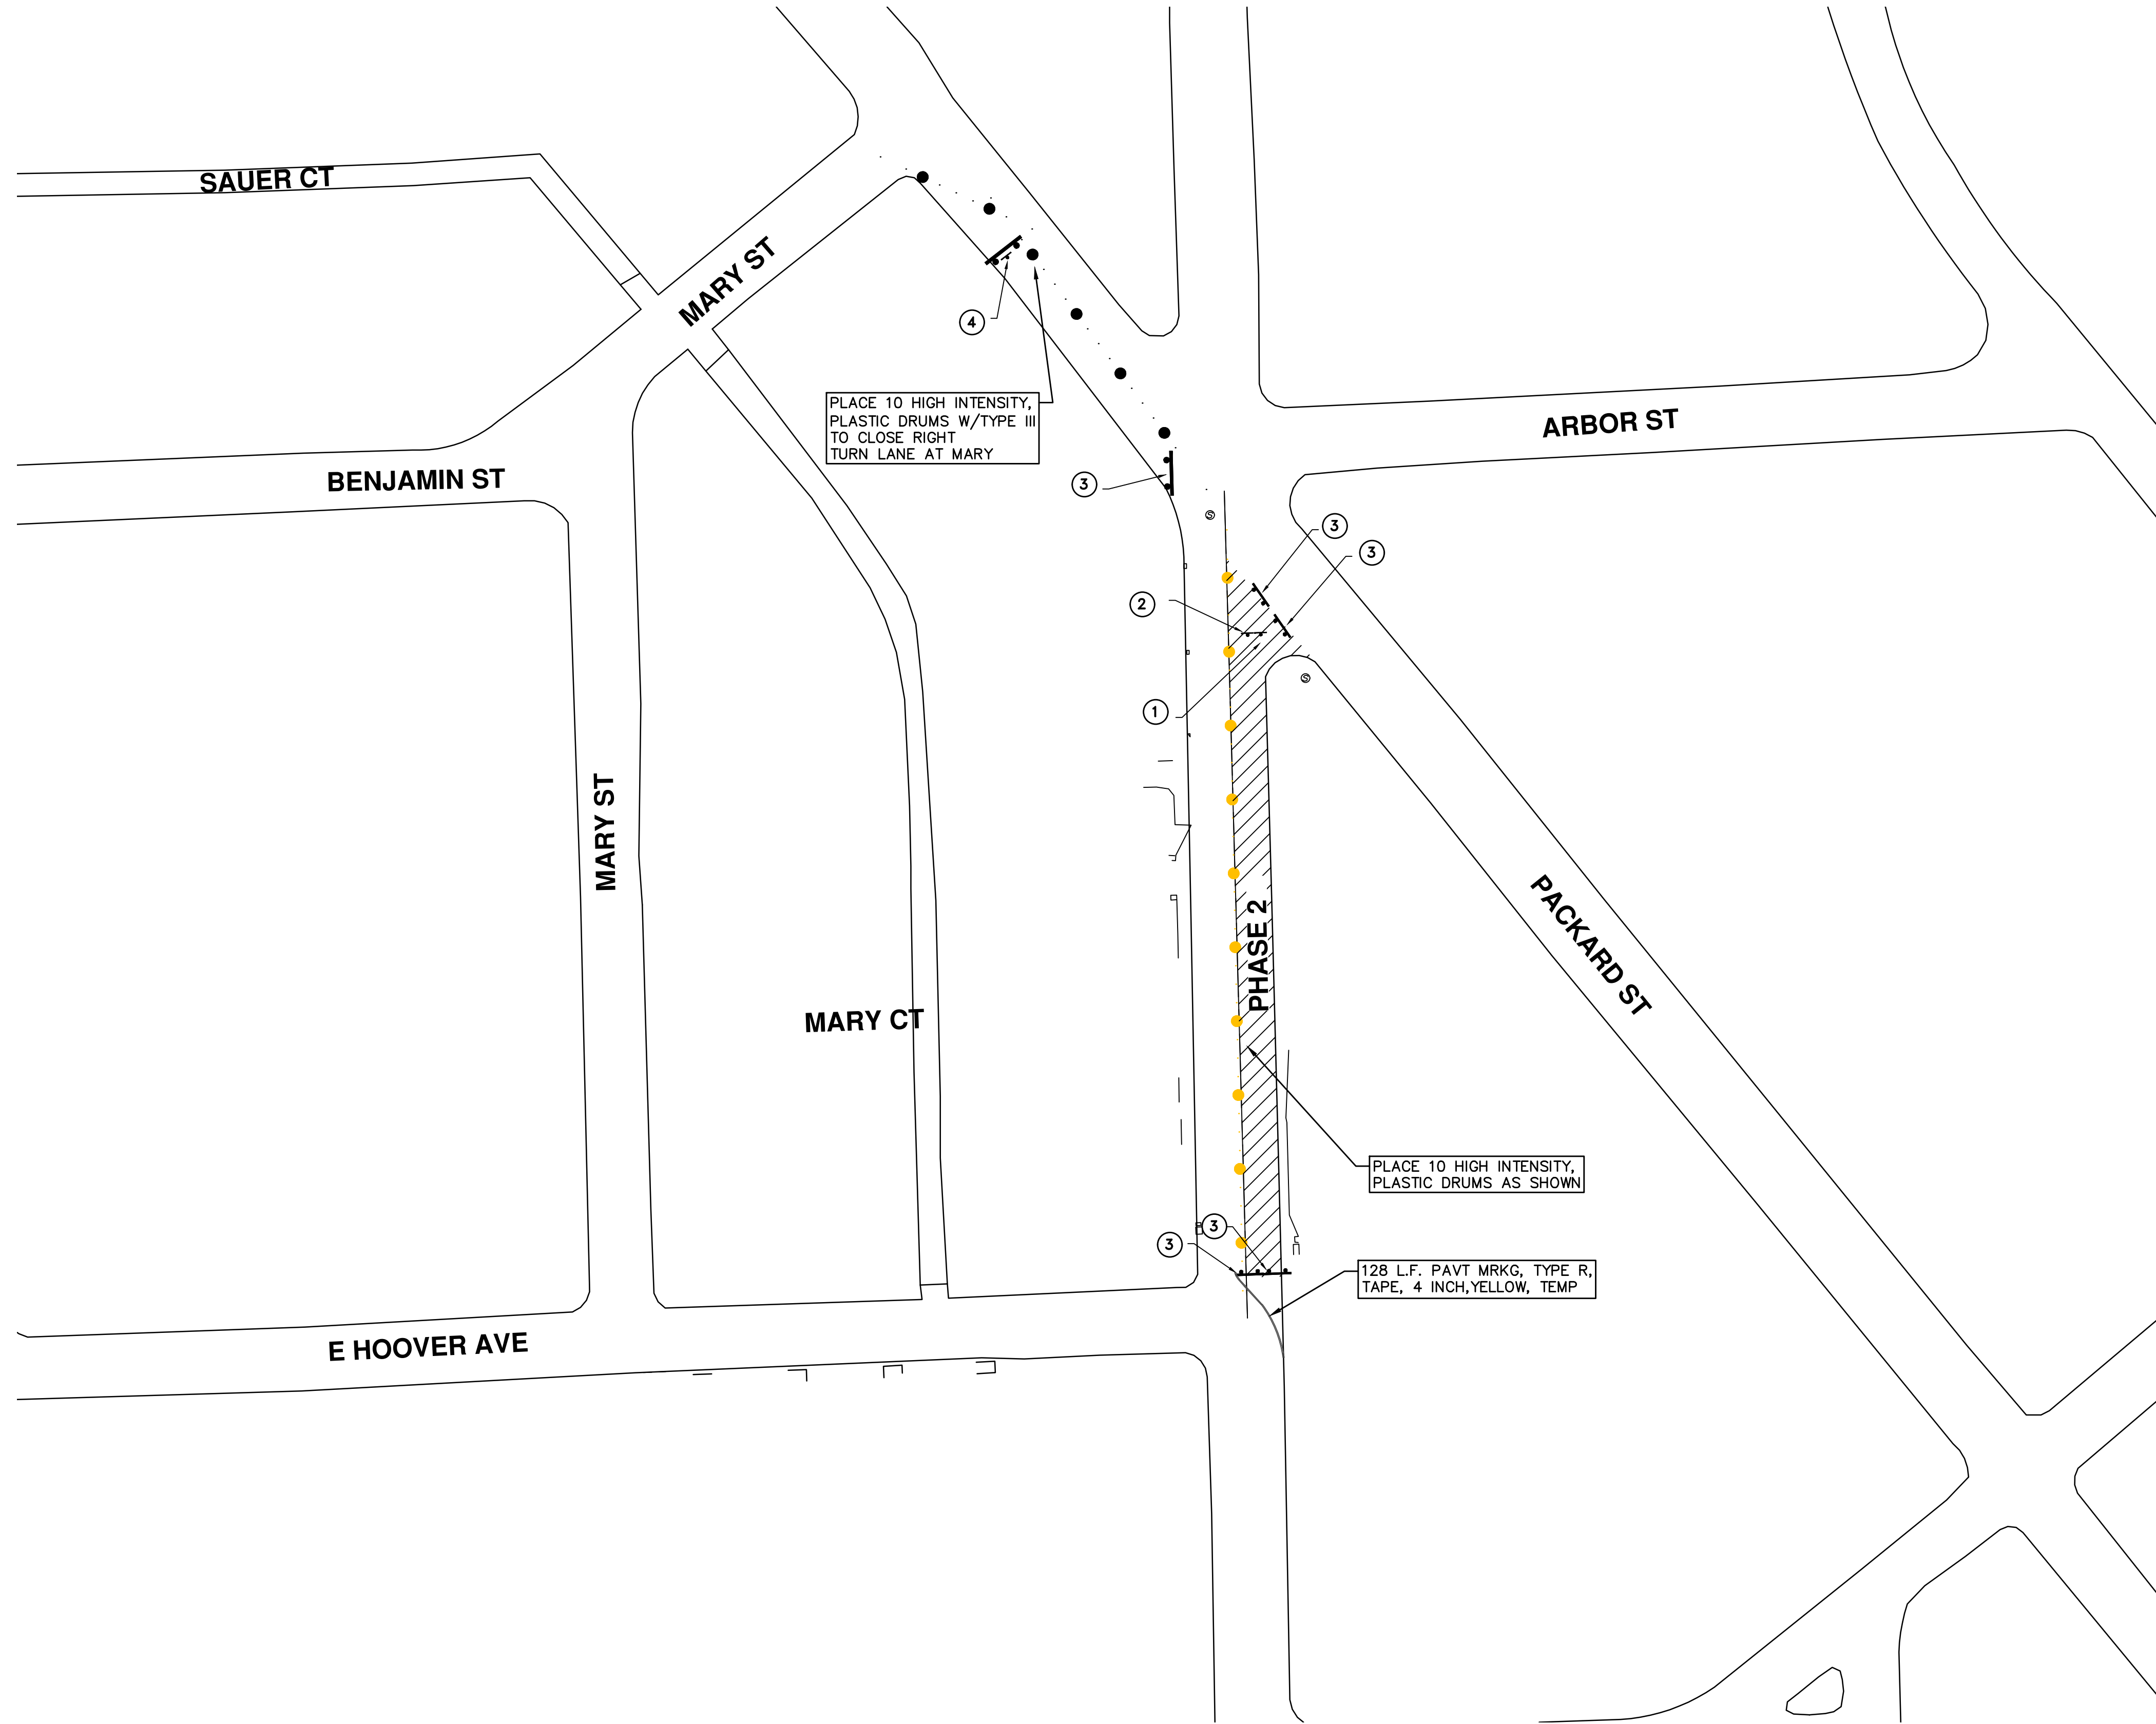 SAUER CT
MARY ST
4
PLACE 10 HIGH INTENSITY,
PLASTIC DRUMS W/TYPE III
TO CLOSE RIGHT
TURN LANE AT MARY
ARBOR ST
BENJAMIN ST
3
S
3
3
2
S
1
MARY ST
PHASE 2
PACKARD ST
MARY CT
PLACE 10 HIGH INTENSITY,
PLASTIC DRUMS AS SHOWN
3
3
128 L.F. PAVT MRKG, TYPE R,
TAPE, 4 INCH,YELLOW, TEMP
E HOOVER AVE